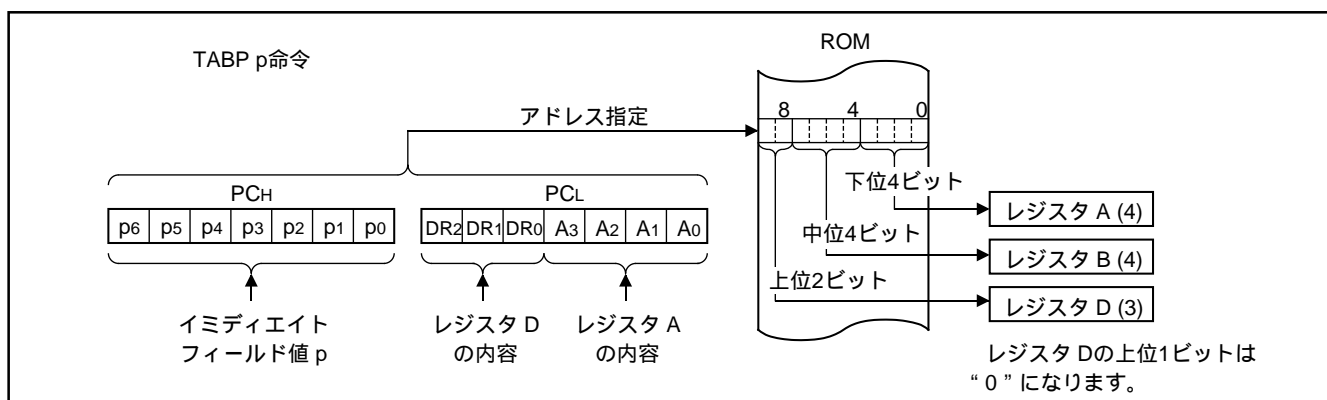 TABP p命令
ROM
8 4 0
アドレス指定
PCH
PCL
p6 p5 p4 p3 p2 p1 p0
DR2 DR1 DR0 A3 A2 A1 A0
下位4ビット
レジスタ A (4)
中位4ビット
レジスタ B (4)
上位2ビット
レジスタ D (3)
イミディエイト
フィールド値 p
レジスタ D
の内容
レジスタ A
の内容
レジスタ Dの上位1ビットは
“ 0 ” になります。